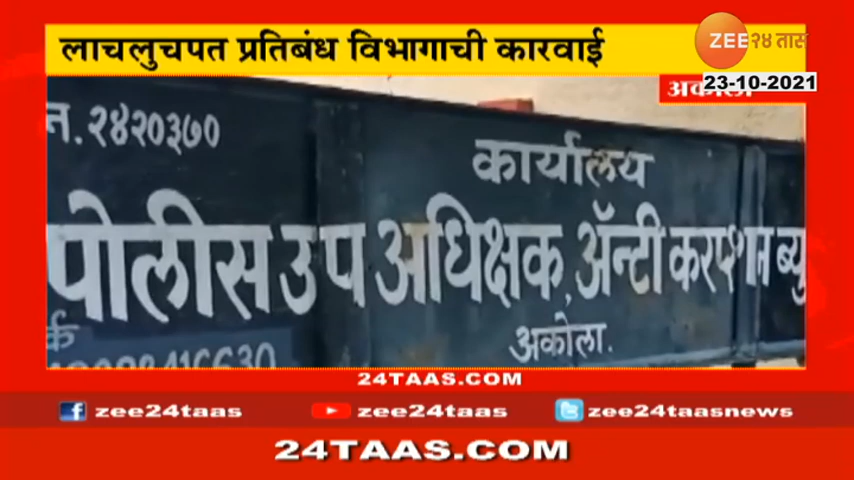 लाचलुचपत प्रतिबंध विभागाची कारवाई
ZEE २४ तास
अकोला
23-10-2021
न. २४२०३७०
कार्यालय
पोलीस उप अधिक्षक, ॲन्टी करप्शन ब्यु
अकोला.
24TAAS.COM
zee24taas
zee24taas
zee24taasnews
24TAAS.COM